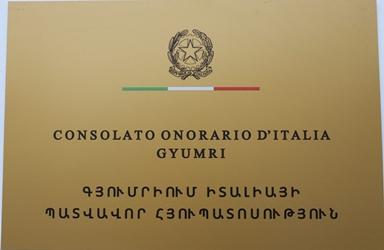 CONSOLATO ONORARIO D'ITALIA
GYUMRI
ԳՅՈՒՄՐԻՈՒՄ ԻՏԱԼԻԱՅԻ
ՊԱՏՎԱՎՈՐ ՀՅՈՒՊԱՏՈՍՈՒԹՅՈՒՆ